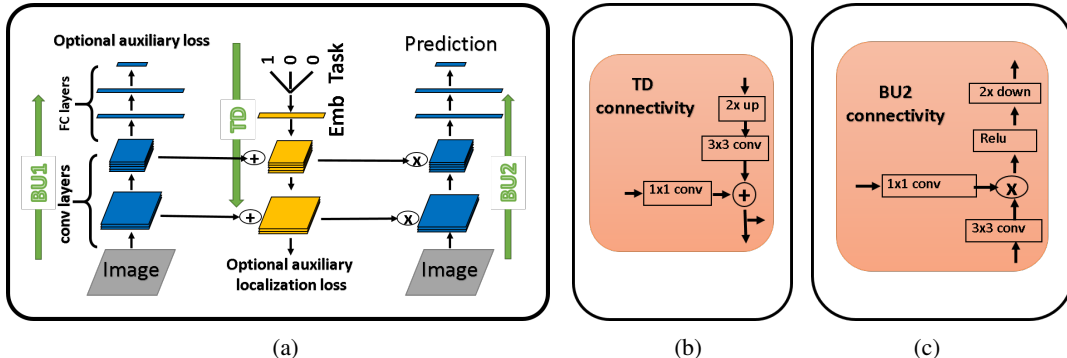 Optional auxiliary loss
FC layers
conv layers
BU1
Image
TD
1 0 0
Task
Emb
+
+
Optional auxiliary
localization loss
Prediction
x
x
BU2
Image
(a)
TD
connectivity
2x up
3x3 conv
1x1 conv
+
(b)
BU2
connectivity
2x down
Relu
1x1 conv
x
3x3 conv
(c)